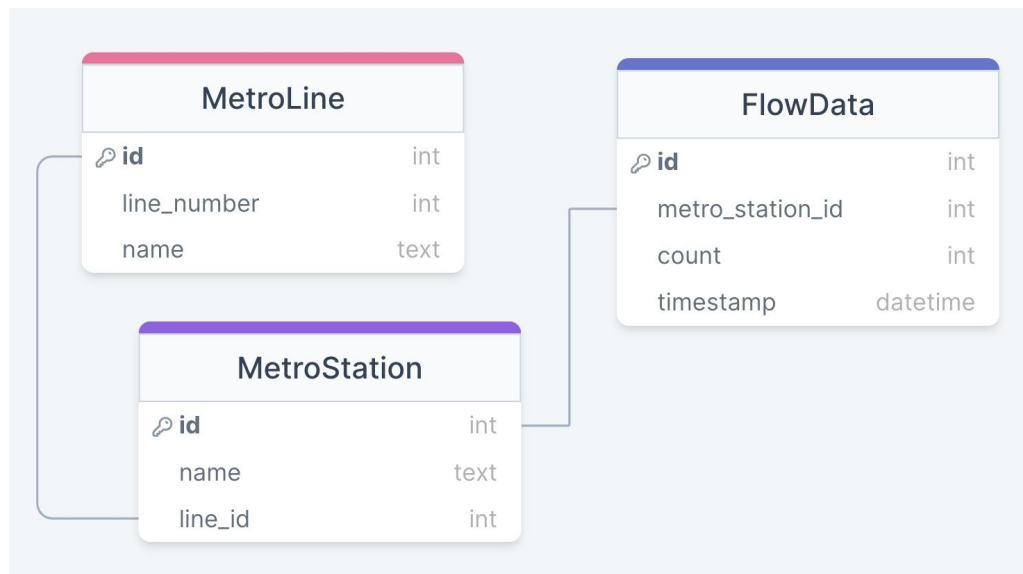 MetroLine
id int
line_number int
name text
MetroStation
id int
name text
line_id int
FlowData
id int
metro_station_id int
count int
timestamp datetime